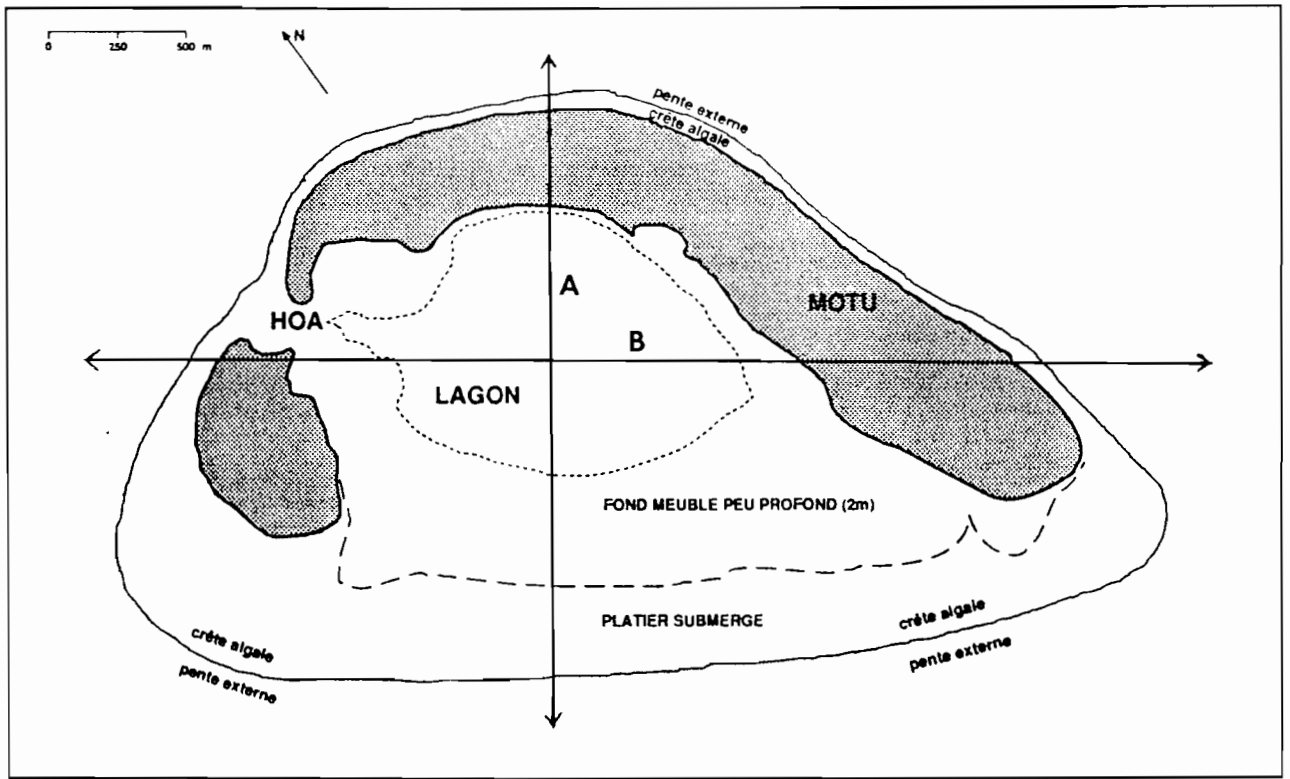 0 250 500 m
N
pente externe
crête algale
A
MOTU
HOA
B
LAGON
FOND MEUBLE PEU PROFOND (2m)
PLATIER SUBMERGE
crête algale
pente externe
crête algale
pente externe